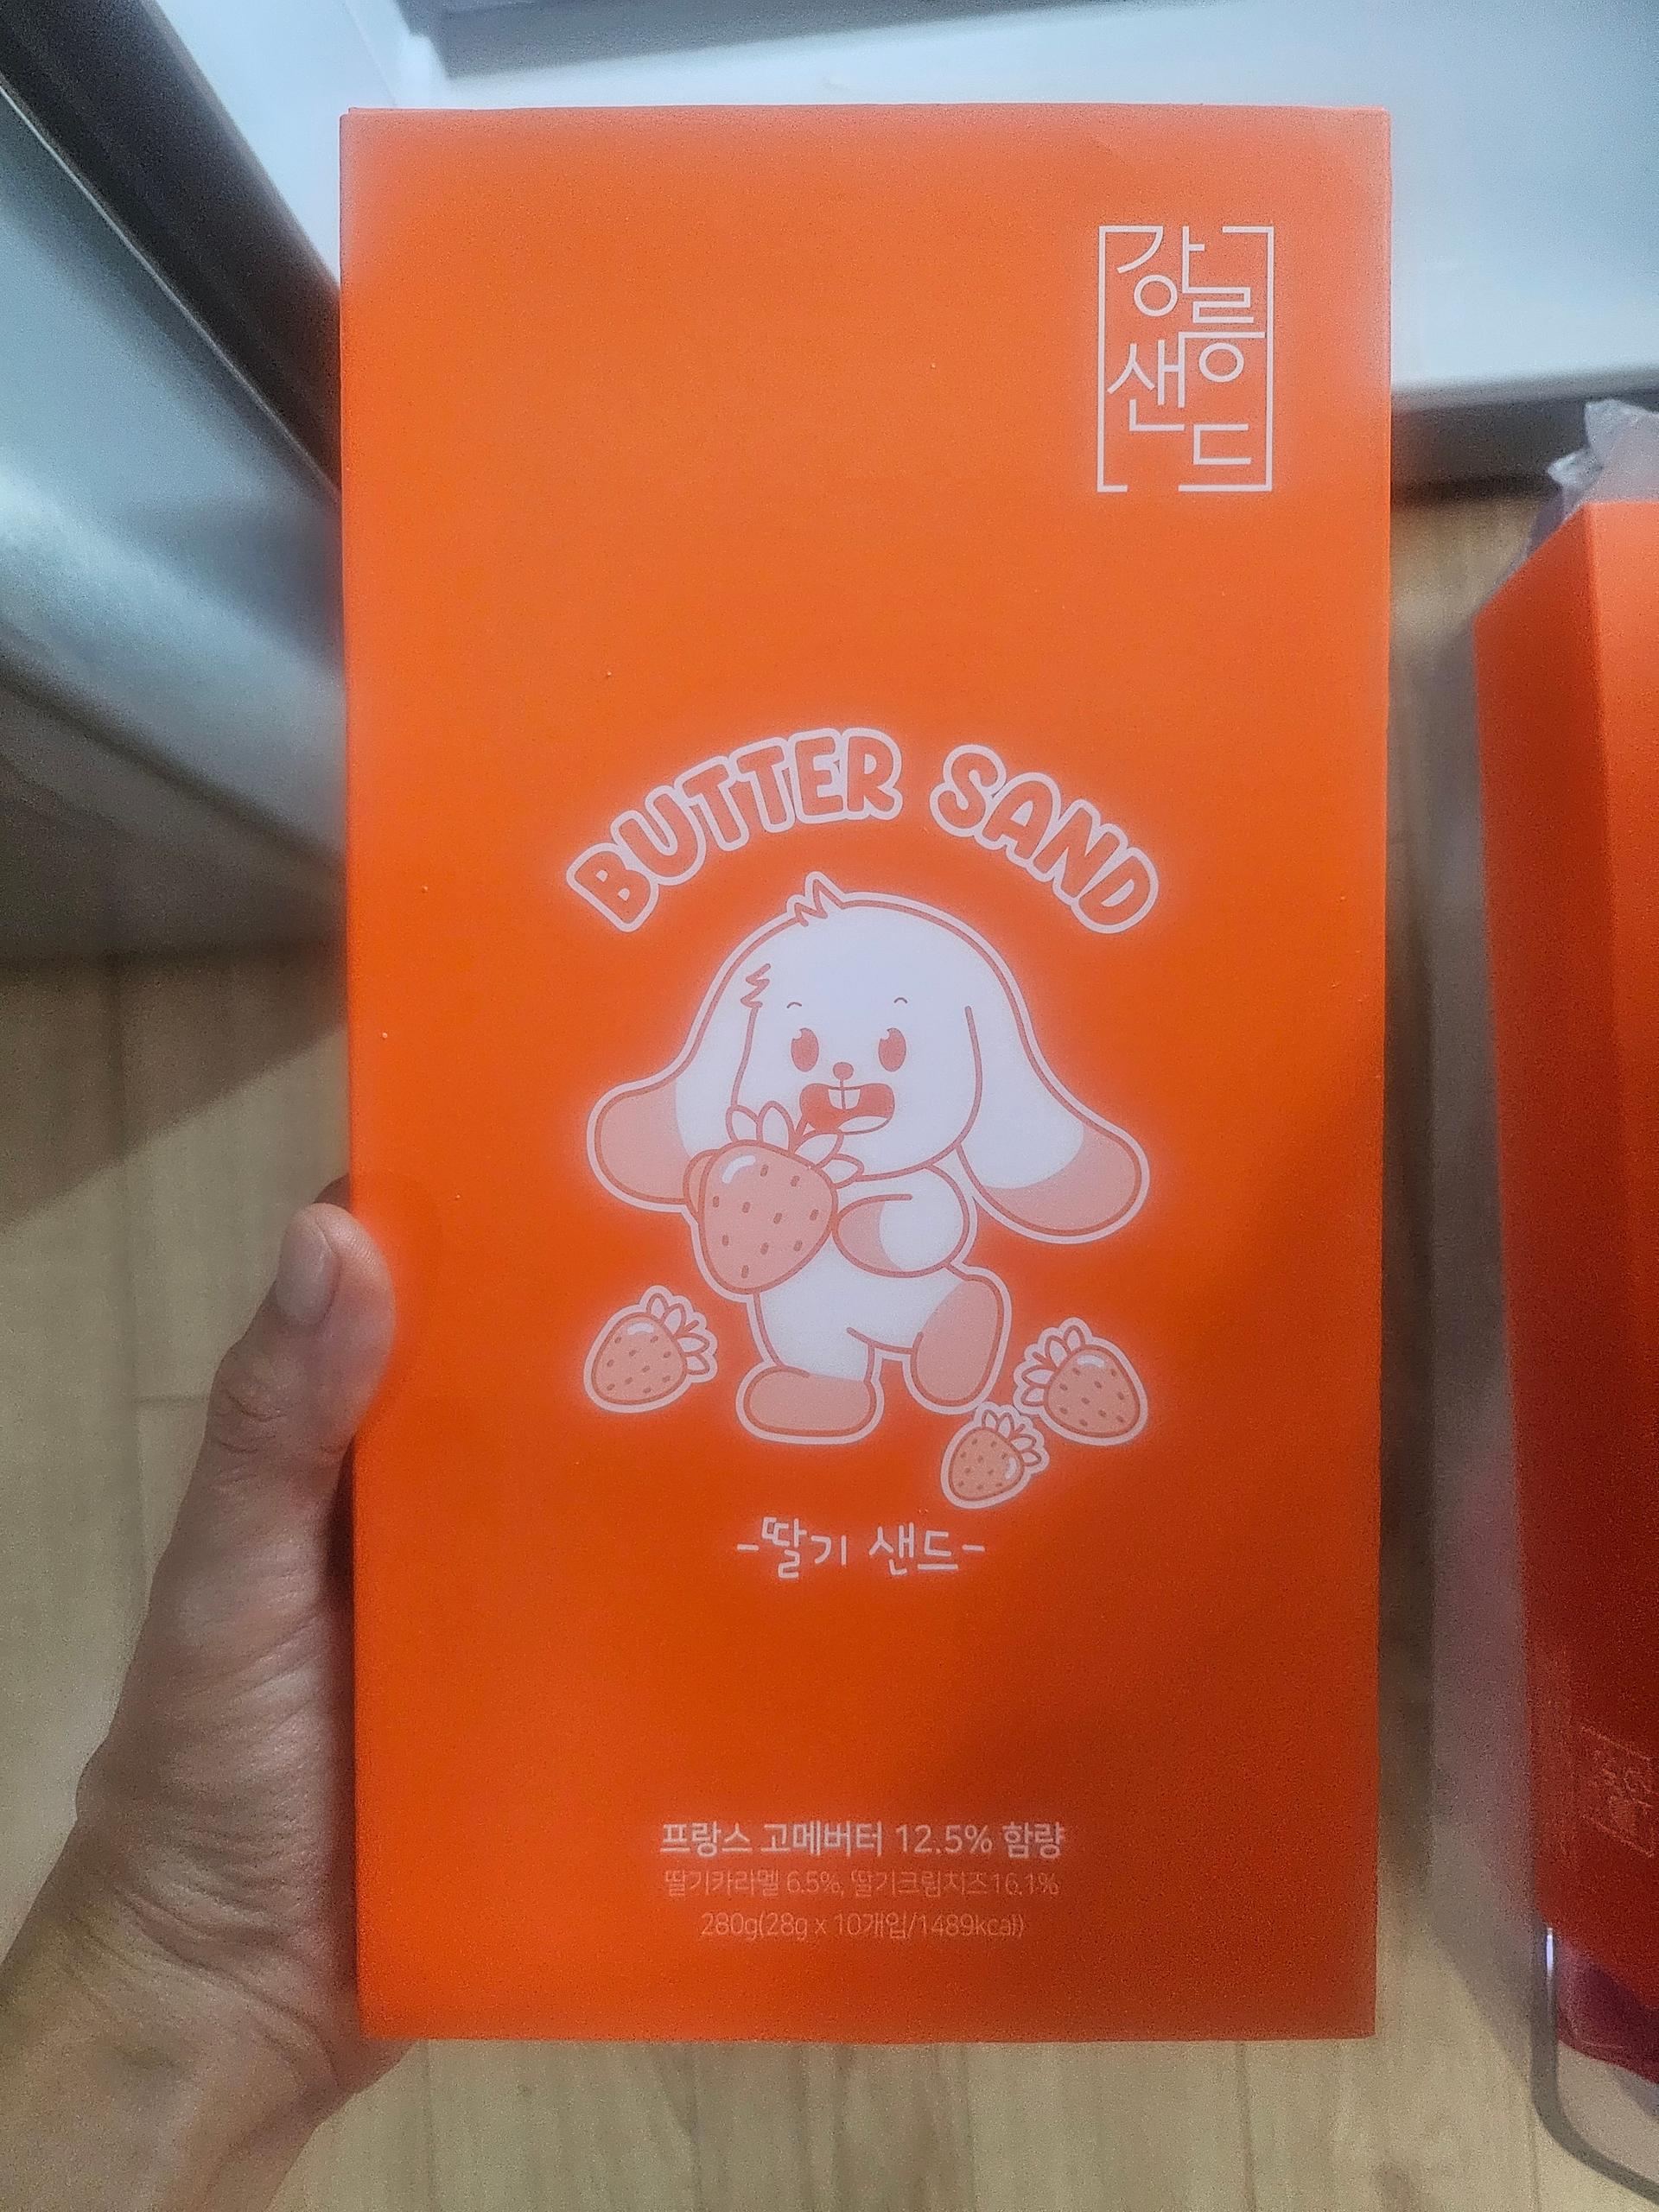 강릉
샌드
BUTTER SAND
-딸기 샌드-
프랑스 고메버터 12.5% 함량
딸기카라멜 6.5%, 딸기크림치즈16.1%
280g(28g x 10개입/1489kcal)